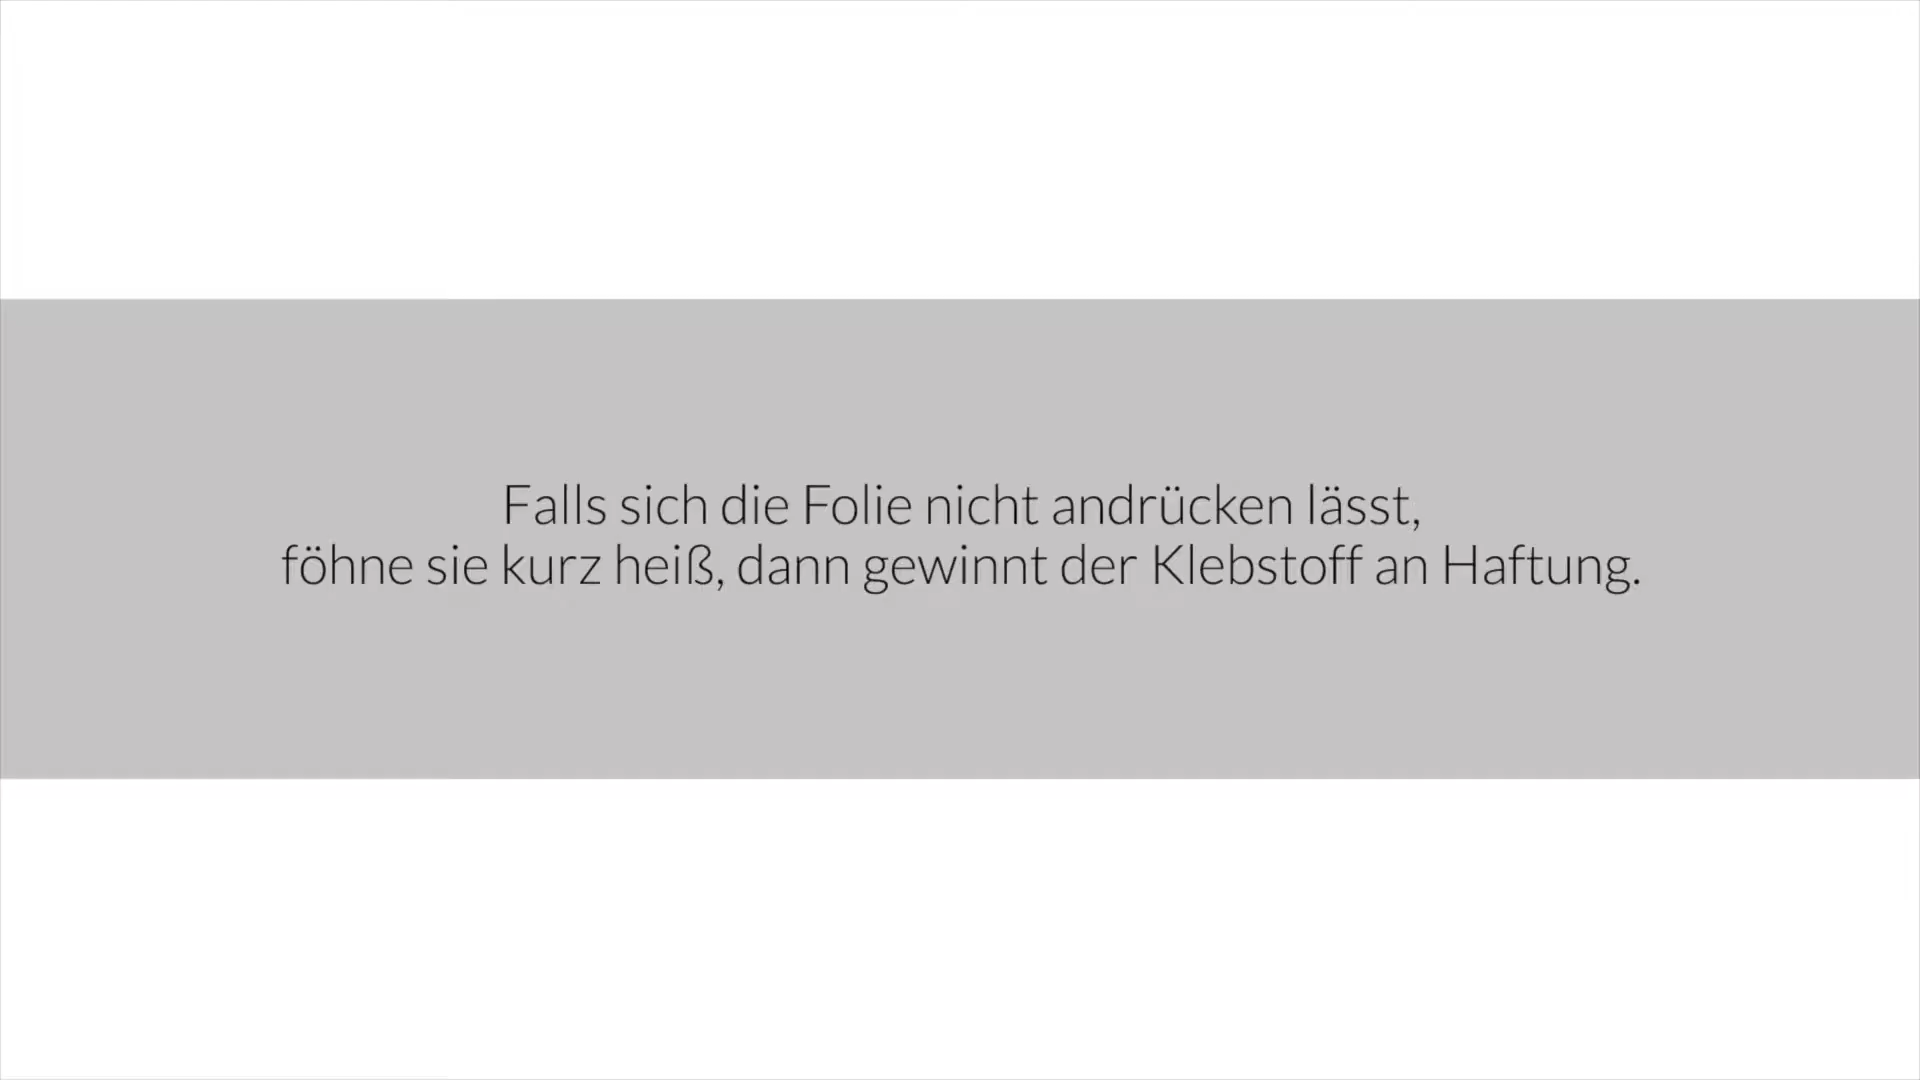 Falls sich die Folie nicht andrücken lässt,
föhne sie kurz heiß, dann gewinnt der Klebstoff an Haftung.